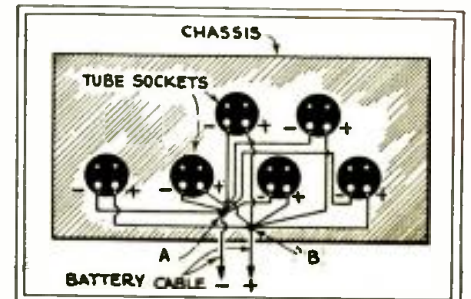 CHASSIS
TUBE SOCKETS
- +
- +
- +
- +
- +
- +
A
B
BATTERY CABLE - +